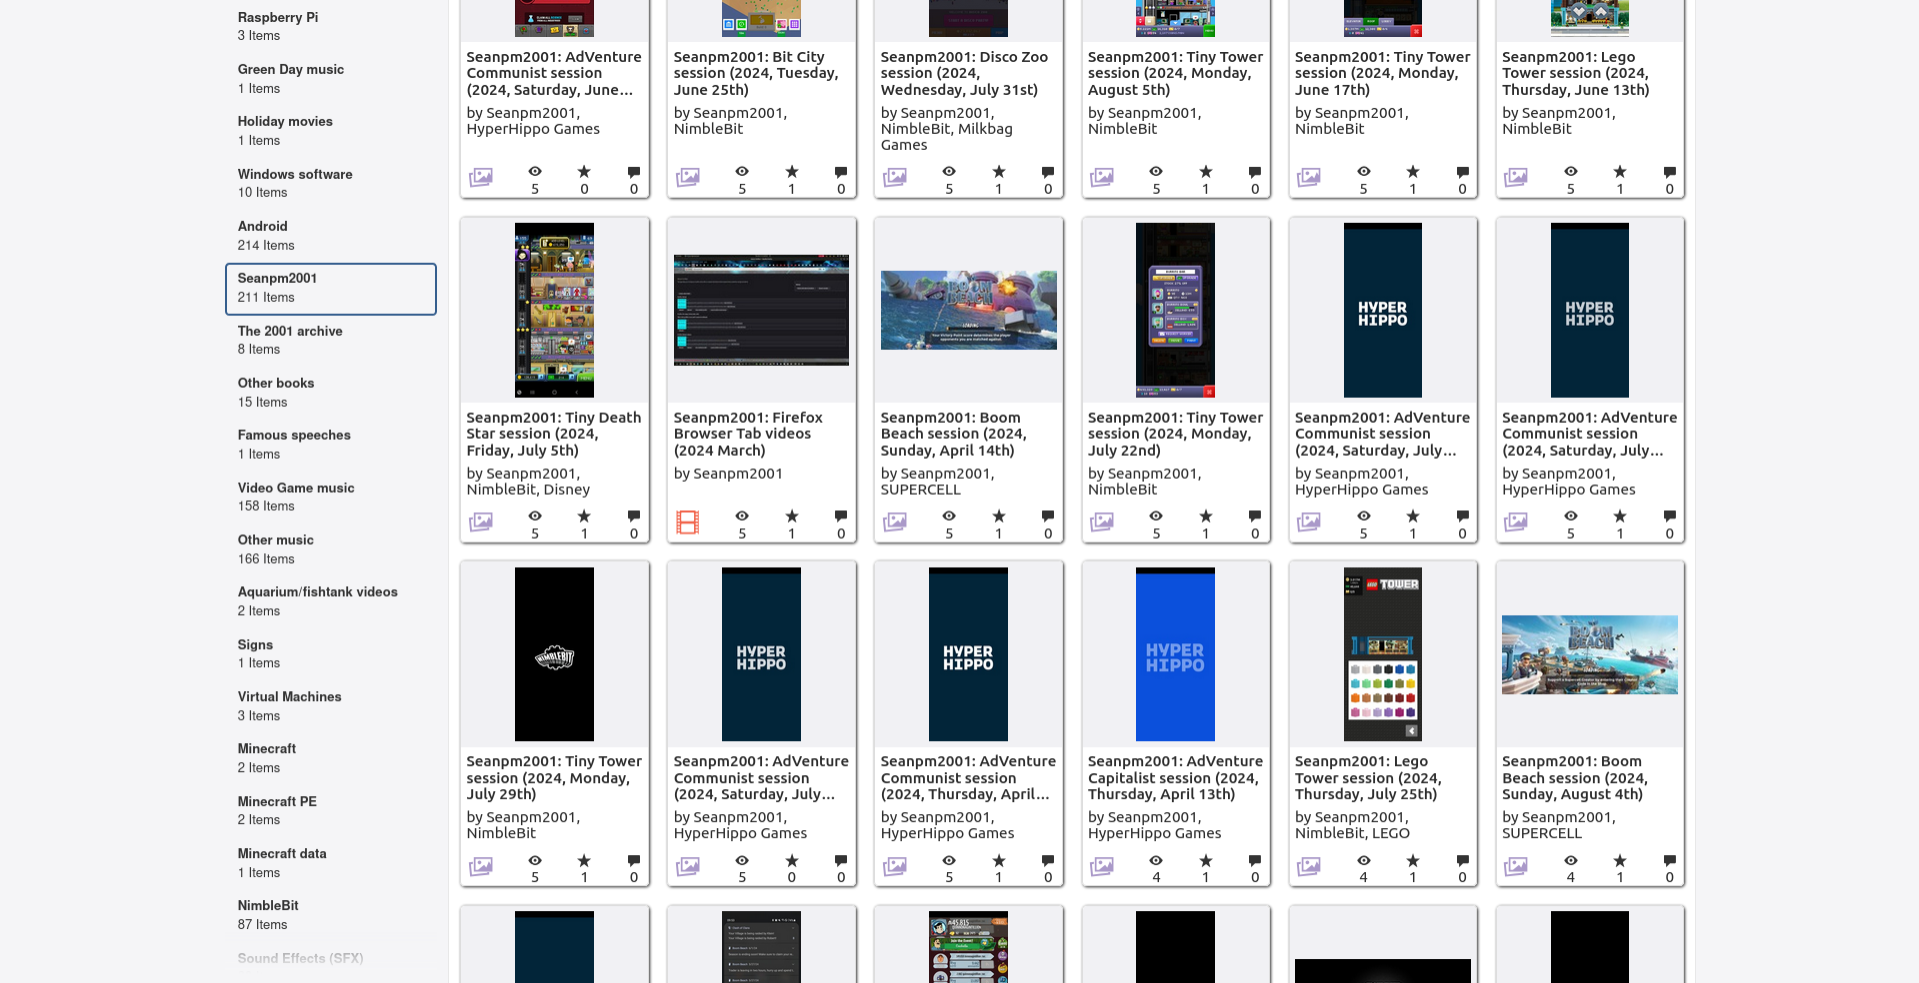 Raspberry Pi
3 Items
Green Day music
1 Items
Holiday movies
1 Items
Windows software
10 Items
Android
214 Items
Seanpm2001
211 Items
The 2001 archive
8 Items
Other books
15 Items
Famous speeches
1 Items
Video Game music
158 Items
Other music
166 Items
Aquarium/fishtank videos
2 Items
Signs
1 Items
Virtual Machines
3 Items
Minecraft
2 Items
Minecraft PE
2 Items
Minecraft data
1 Items
NimbleBit
87 Items
Sound Effects (SFX)
Seanpm2001: AdVenture
Communist session
(2024, Saturday, June...
by Seanpm2001,
HyperHippo Games
5 0 0
Seanpm2001: Bit City
session (2024, Tuesday,
June 25th)
by Seanpm2001,
NimbleBit
5 1 0
Seanpm2001: Disco Zoo
session (2024,
Wednesday, July 31st)
by Seanpm2001,
NimbleBit, Milkbag
Games
5 1 0
Seanpm2001: Tiny Tower
session (2024, Monday,
August 5th)
by Seanpm2001,
NimbleBit
5 1 0
Seanpm2001: Tiny Tower
session (2024, Monday,
June 17th)
by Seanpm2001,
NimbleBit
5 1 0
Seanpm2001: Lego
Tower session (2024,
Thursday, June 13th)
by Seanpm2001,
NimbleBit
5 1 0
Seanpm2001: Tiny Death
Star session (2024,
Friday, July 5th)
by Seanpm2001,
NimbleBit, Disney
5 1 0
Seanpm2001: Firefox
Browser Tab videos
(2024 March)
by Seanpm2001
5 1 0
BOOM
BEACH
Seanpm2001: Boom
Beach session (2024,
Sunday, April 14th)
by Seanpm2001,
SUPERCELL
5 1 0
Seanpm2001: Tiny Tower
session (2024, Monday,
July 22nd)
by Seanpm2001,
NimbleBit
5 1 0
HYPER
HIPPO
Seanpm2001: AdVenture
Communist session
(2024, Saturday, July...
by Seanpm2001,
HyperHippo Games
5 1 0
HYPER
HIPPO
Seanpm2001: AdVenture
Communist session
(2024, Saturday, July...
by Seanpm2001,
HyperHippo Games
5 1 0
NIMBLEBIT
Seanpm2001: Tiny Tower
session (2024, Monday,
July 29th)
by Seanpm2001,
NimbleBit
5 1 0
HYPER
HIPPO
Seanpm2001: AdVenture
Communist session
(2024, Saturday, July...
by Seanpm2001,
HyperHippo Games
5 0 0
HYPER
HIPPO
Seanpm2001: AdVenture
Communist session
(2024, Thursday, April...
by Seanpm2001,
HyperHippo Games
5 1 0
HYPER
HIPPO
Seanpm2001: AdVenture
Capitalist session (2024,
Thursday, April 13th)
by Seanpm2001,
HyperHippo Games
4 1 0
LEGO TOWER
Seanpm2001: Lego
Tower session (2024,
Thursday, July 25th)
by Seanpm2001,
NimbleBit, LEGO
4 1 0
BOOM
BEACH
Seanpm2001: Boom
Beach session (2024,
Sunday, August 4th)
by Seanpm2001,
SUPERCELL
4 1 0